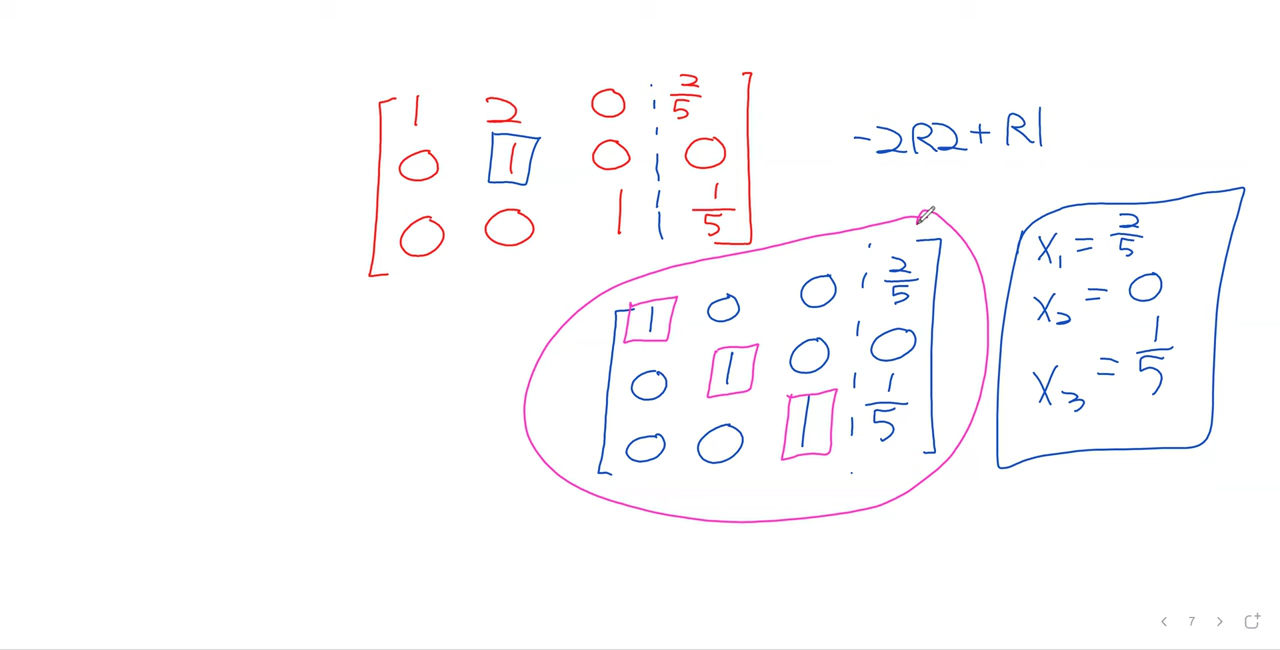 1 2 0 ¦ 2/5
0 1 0 ¦ 0
0 0 1 ¦ 1/5
-2R2 + R1
1 0 0 ¦ 2/5
0 1 0 ¦ 0
0 0 1 ¦ 1/5
x₁ = 2/5
x₂ = 0
x₃ = 1/5
< 7 >